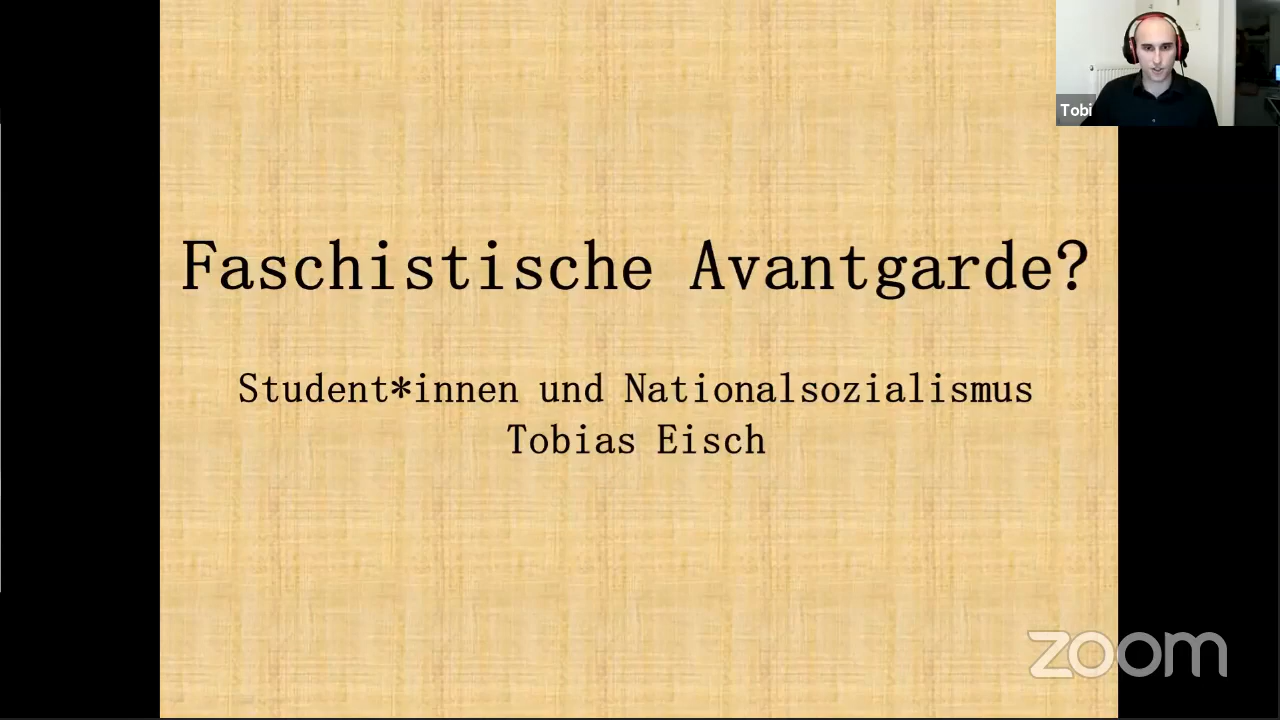 Tobi
Faschistische Avantgarde?
Student*innen und Nationalsozialismus
Tobias Eisch
zoom